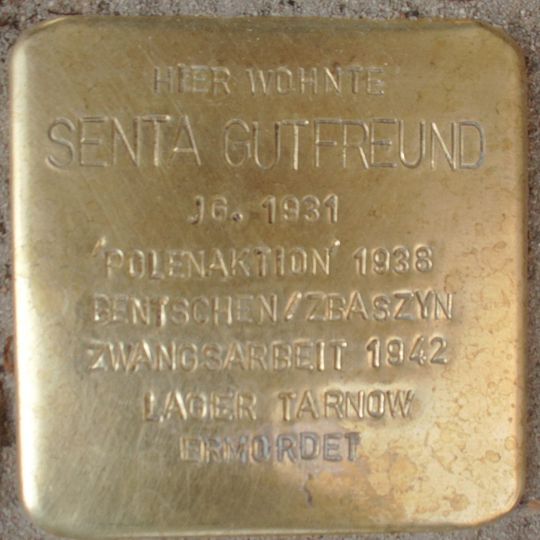 HIER WOHNTE
SENTA GUTFREUND
JG. 1931
'POLENAKTION' 1938
BENTSCHEN/ZBASZYN
ZWANGSARBEIT 1942
LAGER TARNOW
ERMORDET